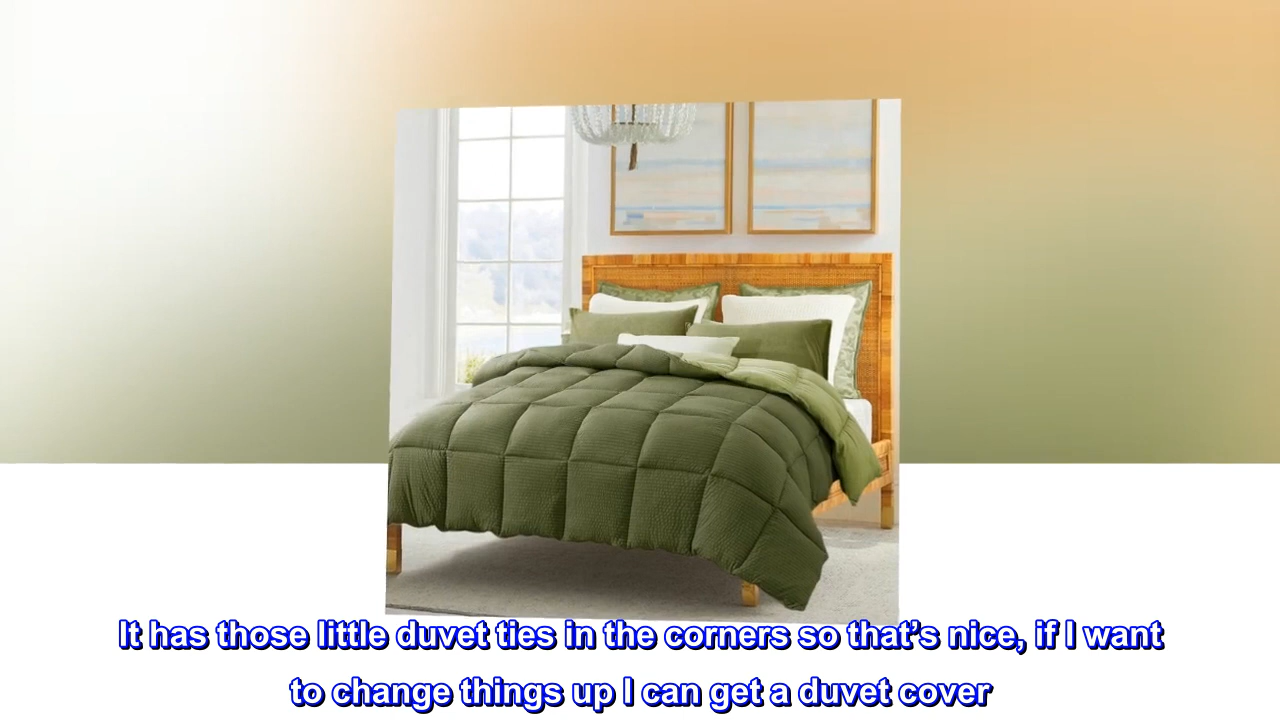 It has those little duvet ties in the corners so that's nice, if I want
to change things up I can get a duvet cover